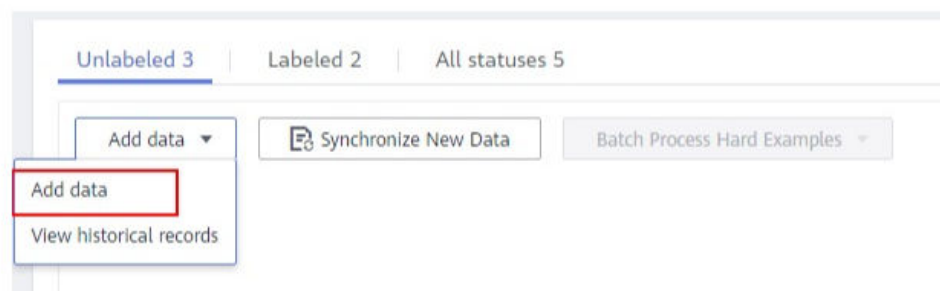 Unlabeled 3 Labeled 2 All statuses 5
Add data Synchronize New Data Batch Process Hard Examples
Add data
View historical records